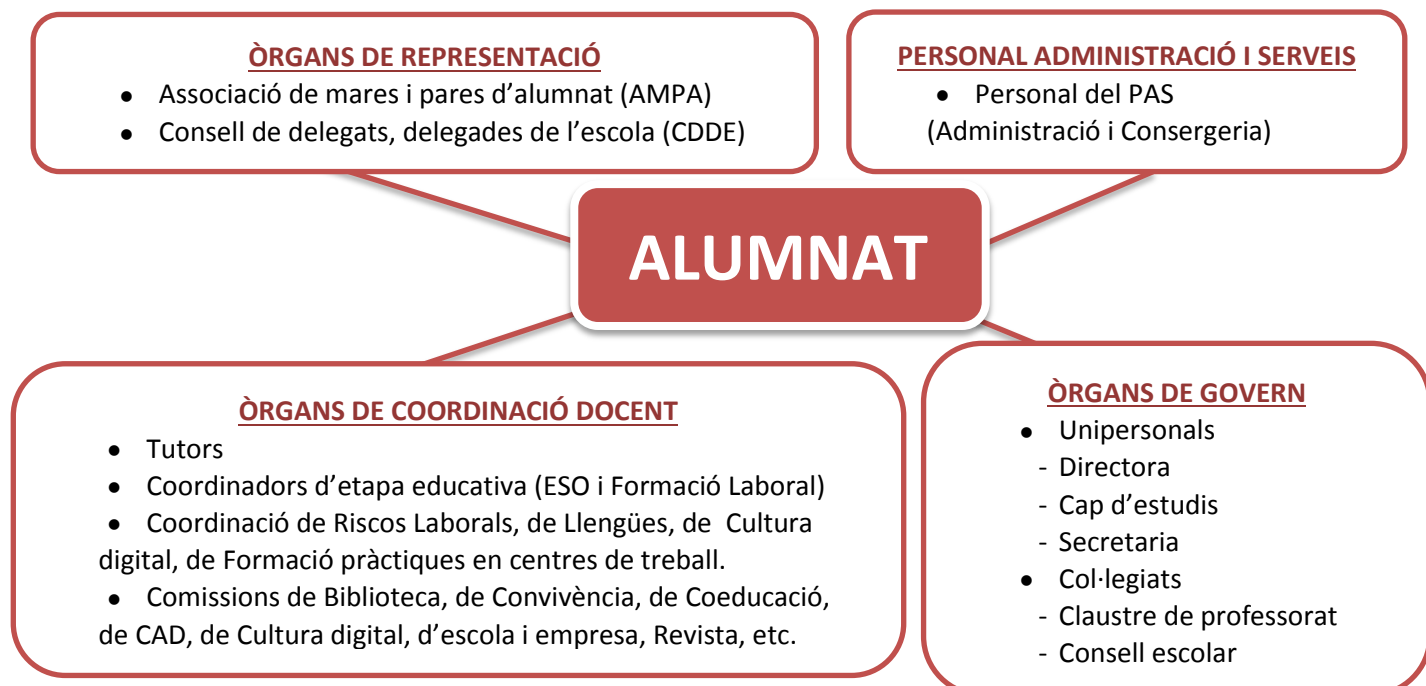 ÒRGANS DE REPRESENTACIÓ
● Associació de mares i pares d’alumnat (AMPA)
● Consell de delegats, delegades de l’escola (CDDE)
PERSONAL ADMINISTRACIÓ I SERVEIS
● Personal del PAS
(Administració i Consergeria)
ALUMNAT
ÒRGANS DE COORDINACIÓ DOCENT
● Tutors
● Coordinadors d’etapa educativa (ESO i Formació Laboral)
● Coordinació de Riscos Laborals, de Llengües, de Cultura
digital, de Formació pràctiques en centres de treball.
● Comissions de Biblioteca, de Convivència, de Coeducació,
de CAD, de Cultura digital, d’escola i empresa, Revista, etc.
ÒRGANS DE GOVERN
● Unipersonals
- Directora
- Cap d’estudis
- Secretaria
● Col·legiats
- Claustre de professorat
- Consell escolar